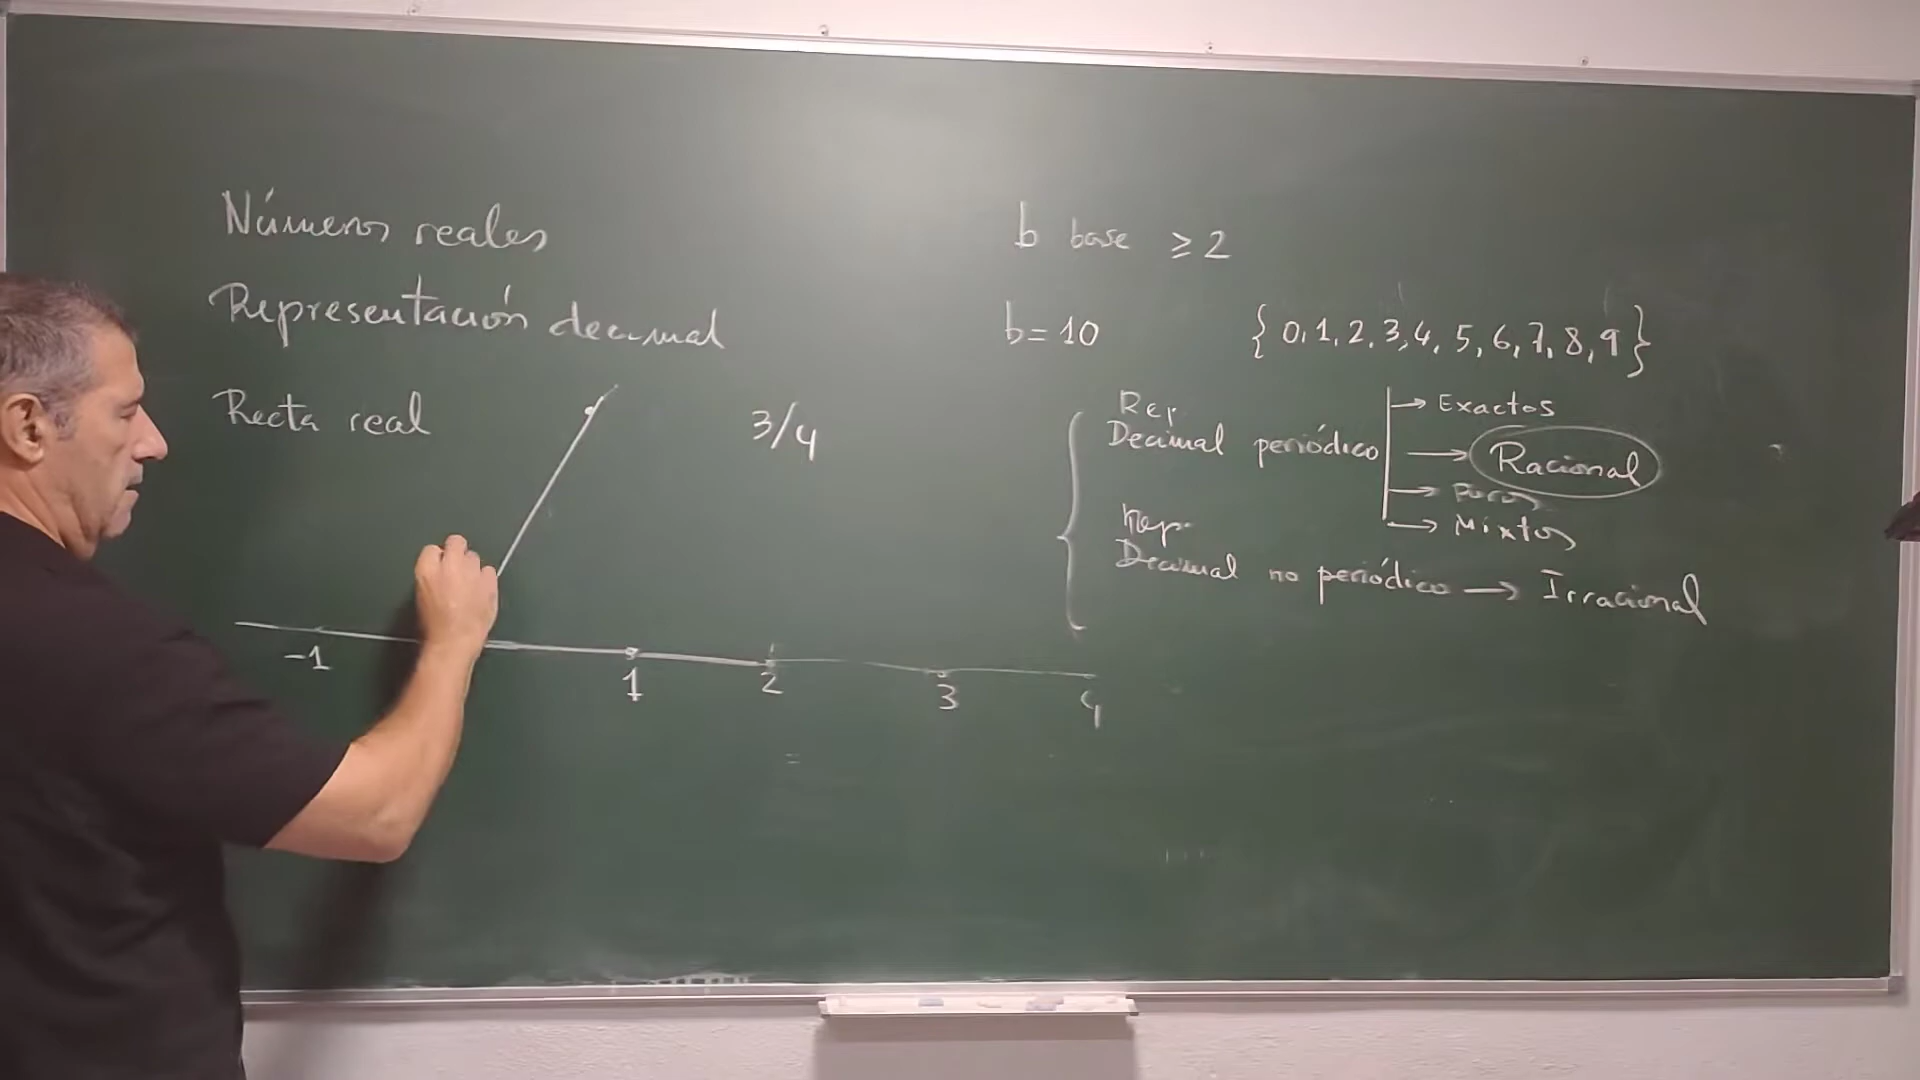 Números reales
Representación decimal
Recta real
3/4
-1 1 2 3 4
b base ≥ 2
b = 10 { 0, 1, 2, 3, 4, 5, 6, 7, 8, 9 }
Rep.
Decimal periódico
→ Exactos
→ Racional
→ Puros
→ Mixtos
Rep.
Decimal no periódico → Irracional